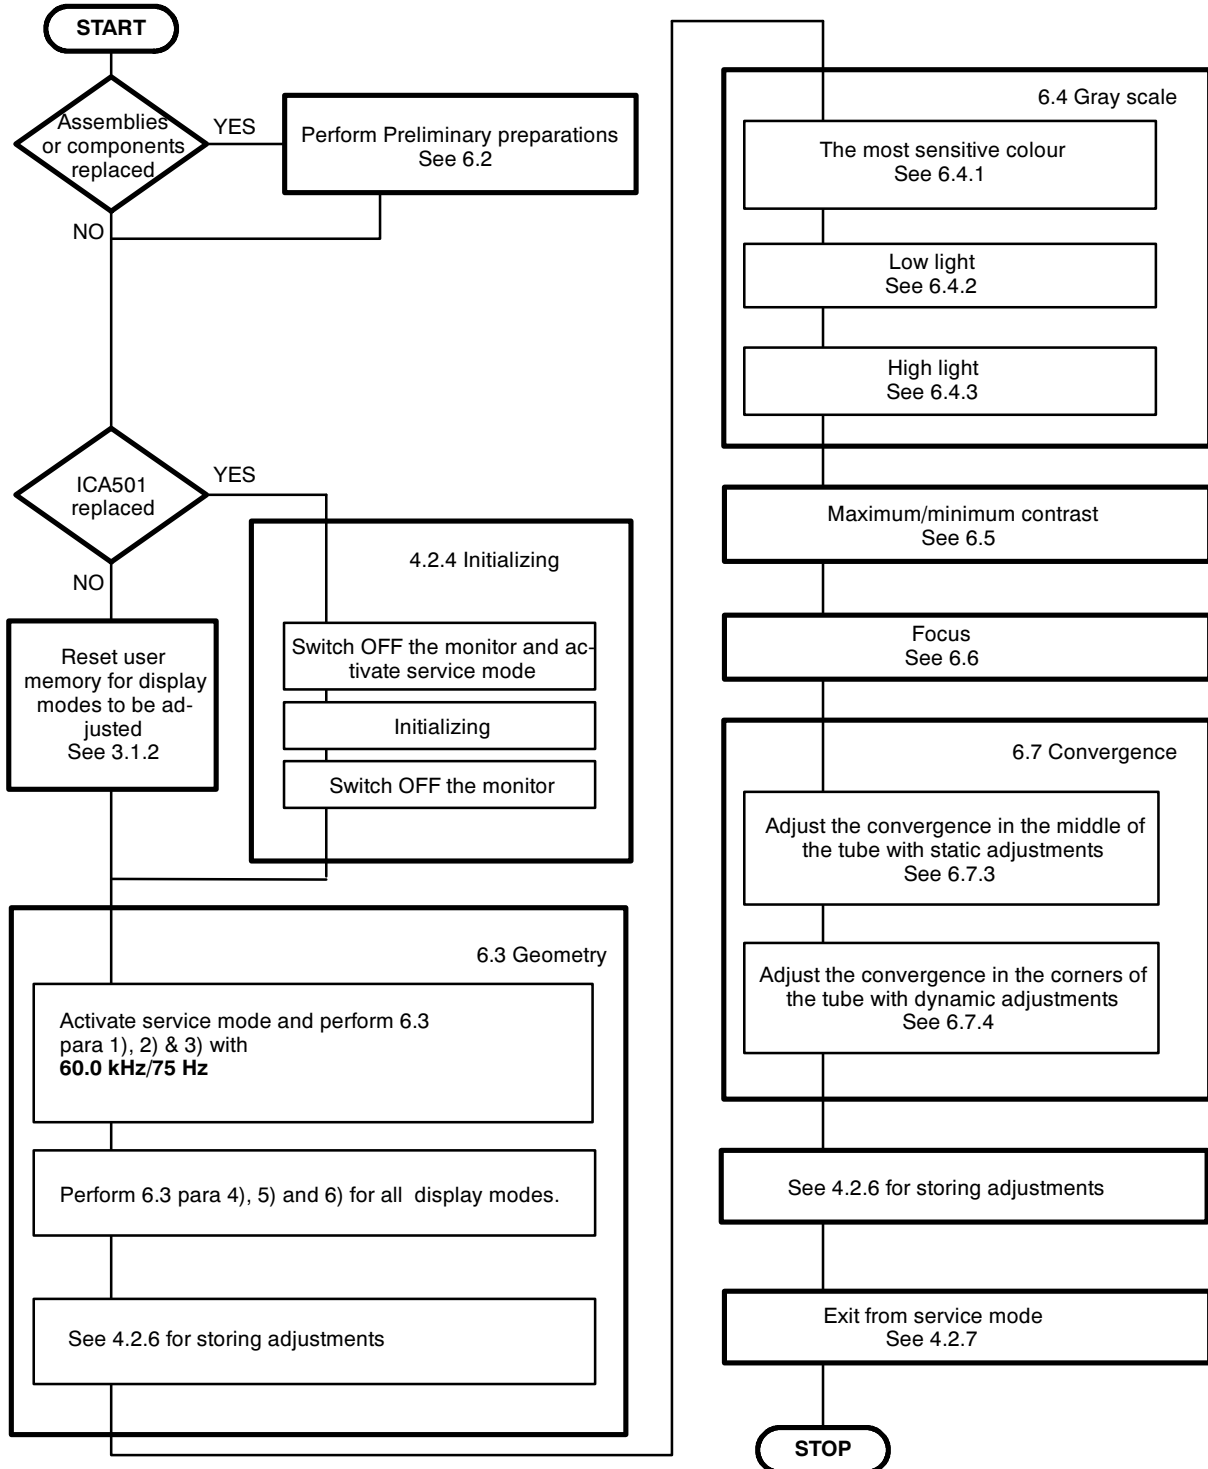 START
Assemblies
or components
replaced
YES
NO
Perform Preliminary preparations
See 6.2
ICA501
replaced
YES
NO
Reset user
memory for display
modes to be ad-
justed
See 3.1.2
4.2.4 Initializing
Switch OFF the monitor and ac-
tivate service mode
Initializing
Switch OFF the monitor
6.3 Geometry
Activate service mode and perform 6.3
para 1), 2) & 3) with
60.0 kHz/75 Hz
Perform 6.3 para 4), 5) and 6) for all display modes.
See 4.2.6 for storing adjustments
6.4 Gray scale
The most sensitive colour
See 6.4.1
Low light
See 6.4.2
High light
See 6.4.3
Maximum/minimum contrast
See 6.5
Focus
See 6.6
6.7 Convergence
Adjust the convergence in the middle of
the tube with static adjustments
See 6.7.3
Adjust the convergence in the corners of
the tube with dynamic adjustments
See 6.7.4
See 4.2.6 for storing adjustments
Exit from service mode
See 4.2.7
STOP